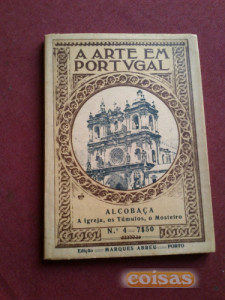 A ARTE EM
PORTVGAL
ALCOBAÇA
A Igreja, os Túmulos, o Mosteiro
N.º 4 — 7$50
Edição — MARQUES ABREU — PORTO
coisas